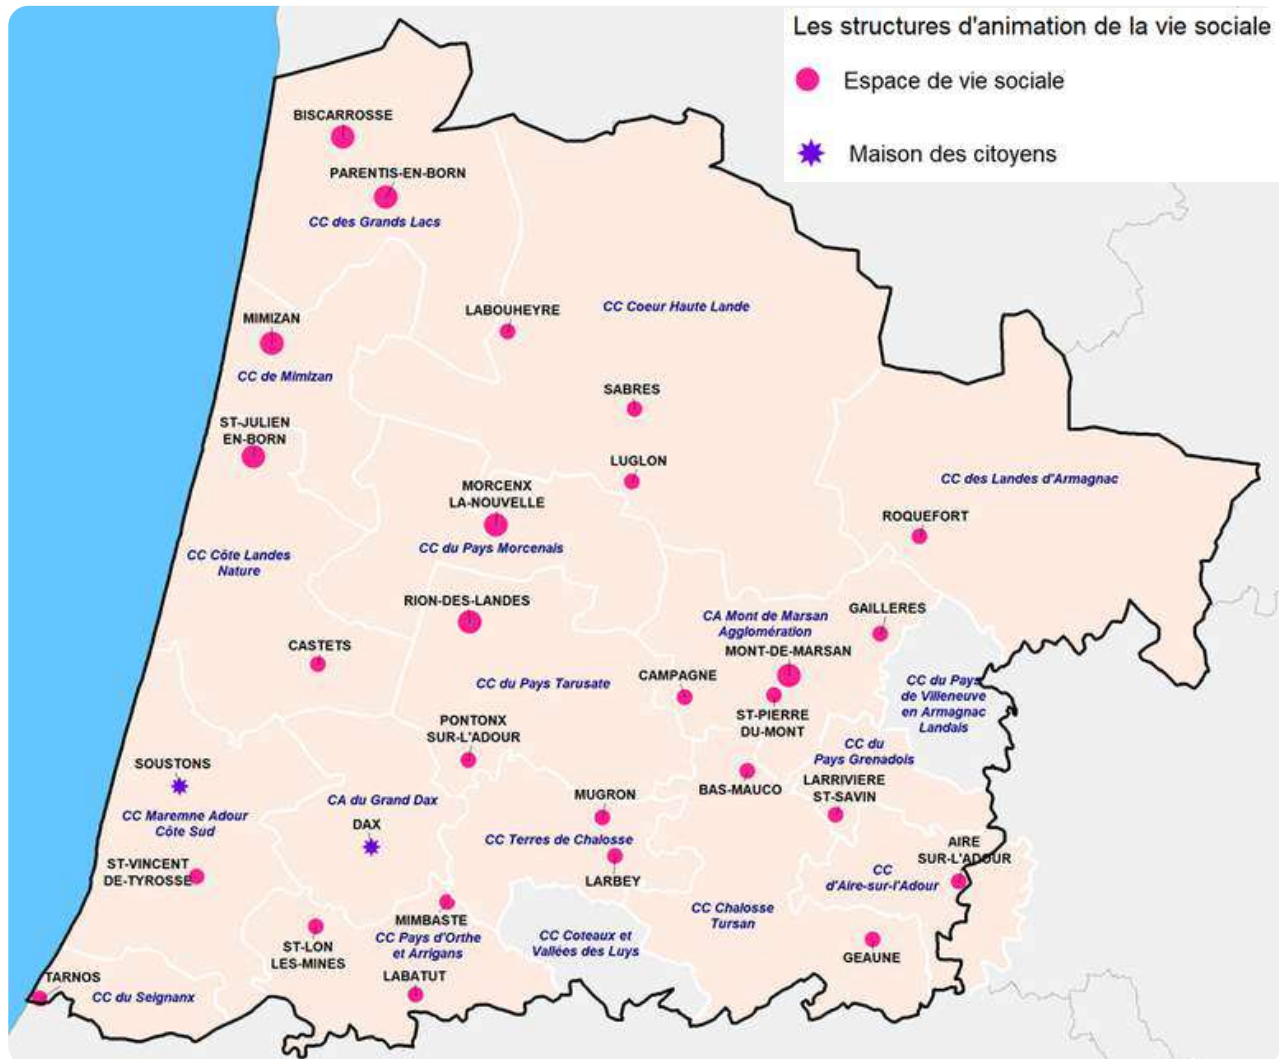 Les structures d'animation de la vie sociale
Espace de vie sociale
Maison des citoyens
BISCARROSSE
PARENTIS-EN-BORN
CC des Grands Lacs
MIMIZAN
LABOUHEYRE
CC Coeur Haute Lande
CC de Mimizan
SABRES
ST-JULIEN
EN-BORN
LUGLON
CC des Landes d'Armagnac
MORCENX
LA-NOUVELLE
ROQUEFORT
CC du Pays Morcenais
CC Côte Landes
Nature
RION-DES-LANDES
GAILLERES
CA Mont de Marsan
Agglomération
MONT-DE-MARSAN
CASTETS
CAMPAGNE
CC du Pays Tarusate
CC du Pays
de Villeneuve
en Armagnac
Landais
ST-PIERRE
DU-MONT
PONTONX
SUR-L'ADOUR
CC du
Pays Grenadois
SOUSTONS
BAS-MAUCO
LARRIVIERE
ST-SAVIN
CA du Grand Dax
MUGRON
CC Maremne Adour
Côte Sud
DAX
CC Terres de Chalosse
AIRE
SUR-L'ADOUR
ST-VINCENT
DE-TYROSSE
LARBEY
CC
d'Aire-sur-l'Adour
CC Chalosse
Tursan
MIMBASTE
CC Pays d'Orthe
et Arrigans
CC Coteaux et
Vallées des Luys
ST-LON
LES-MINES
GEAUNE
TARNOS
LABATUT
CC du Seignanx